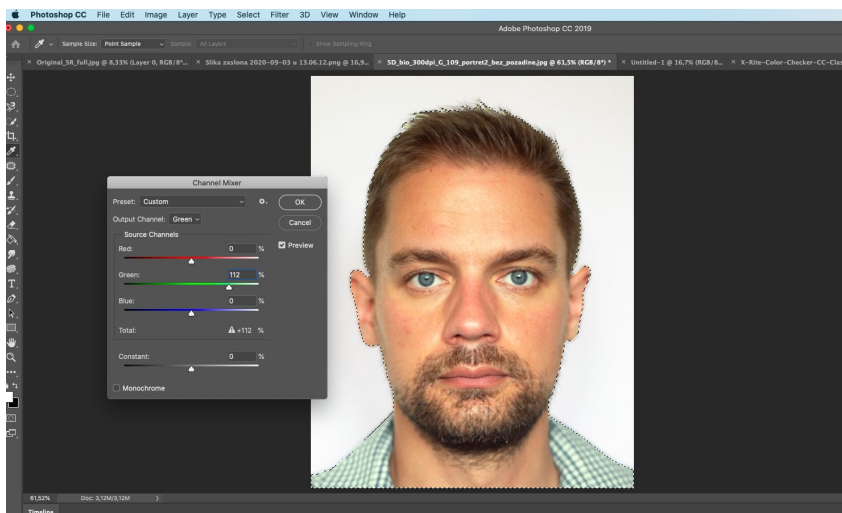 Photoshop CC File Edit Image Layer Type Select Filter 3D View Window Help
Adobe Photoshop CC 2019
Sample Size: Point Sample Sample: All Layers Show Sampling Ring
× Original_SR_full.jpg @ 8,33% (Layer 0, RGB/8*... × Slika zaslona 2020-09-03 u 13.06.12.png @ 16,9... × 5D_bio_300dpi_G_109_portret2_bez_pozadine.jpg @ 61,5% (RGB/8*) * × Untitled-1 @ 16,7% (RGB/8... × X-Rite-Color-Checker-CC-Clas
Channel Mixer
Preset: Custom OK
Output Channel: Green Cancel
Source Channels Preview
Red: 0 %
Green: 112 %
Blue: 0 %
Total: +112 %
Constant: 0 %
Monochrome
61,52% Doc: 3,12M/3,12M >
Timeline